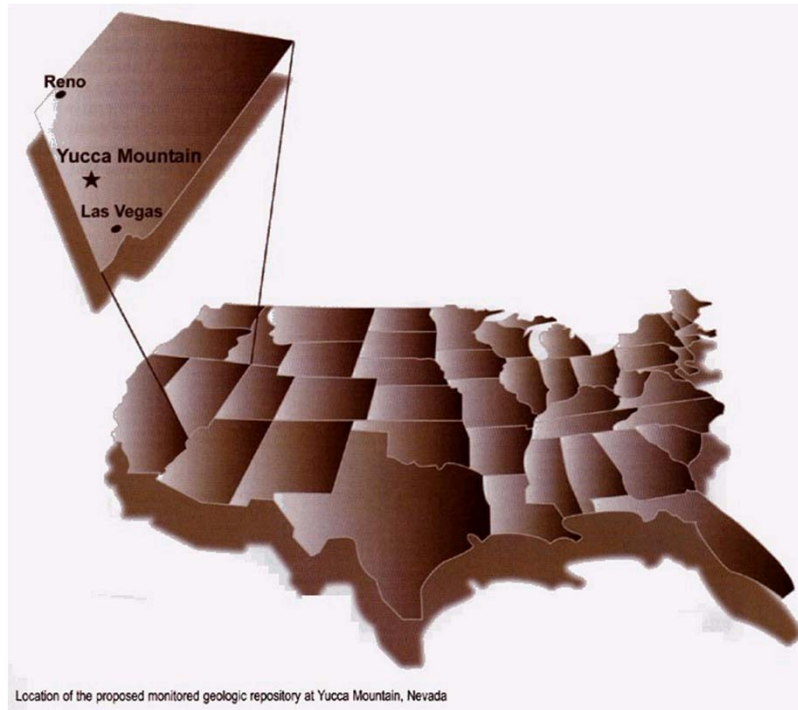 Reno
Yucca Mountain
Las Vegas
Location of the proposed monitored geologic repository at Yucca Mountain, Nevada